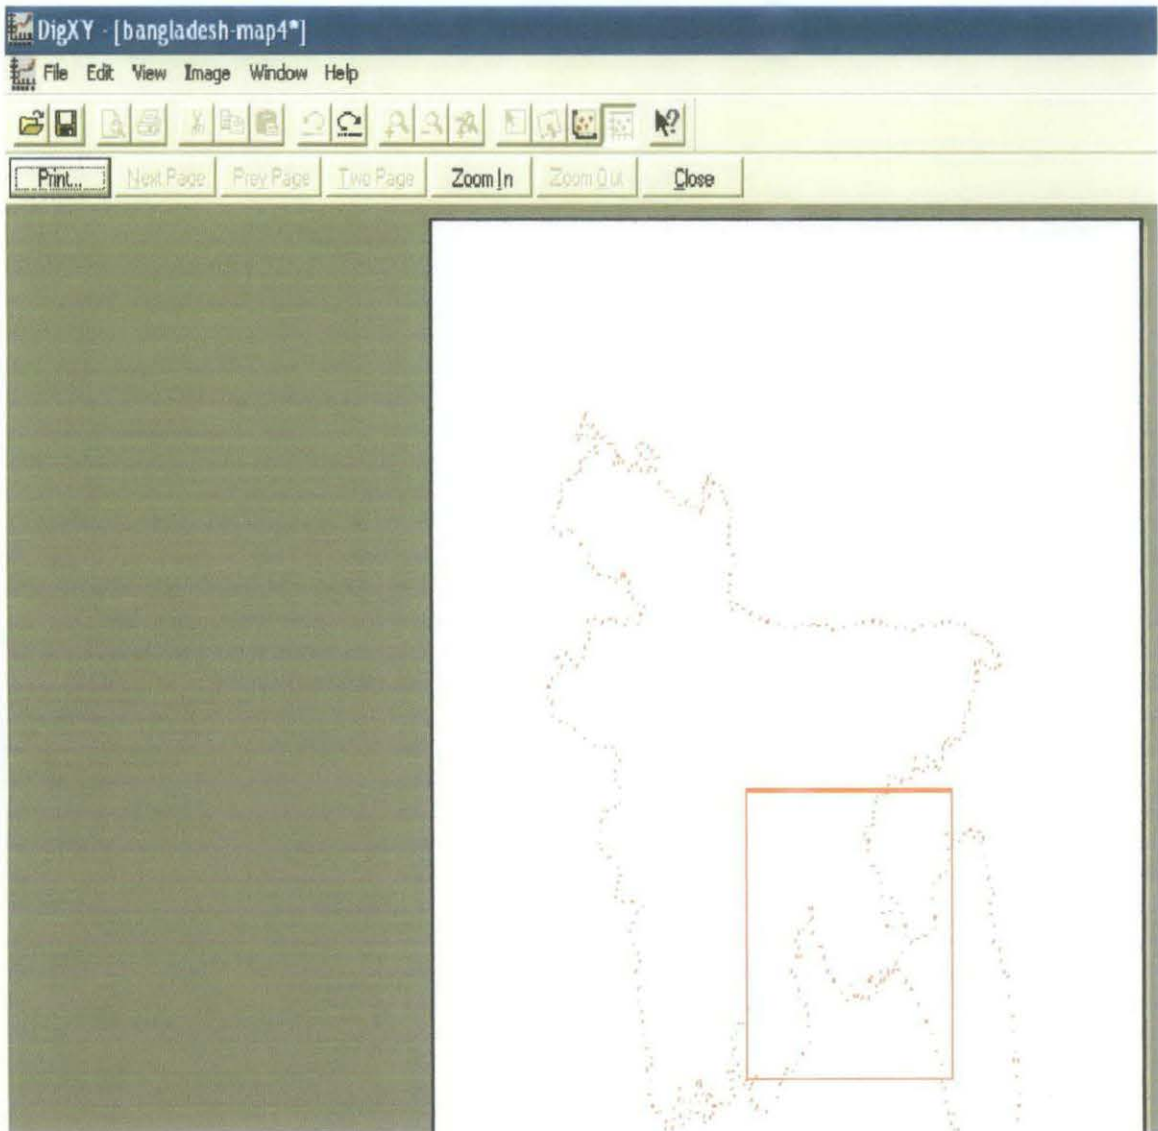 DigXY - [bangladesh-map4*]
File Edit View Image Window Help
Print... Next Page Prev Page Two Page Zoom In Zoom Out Close